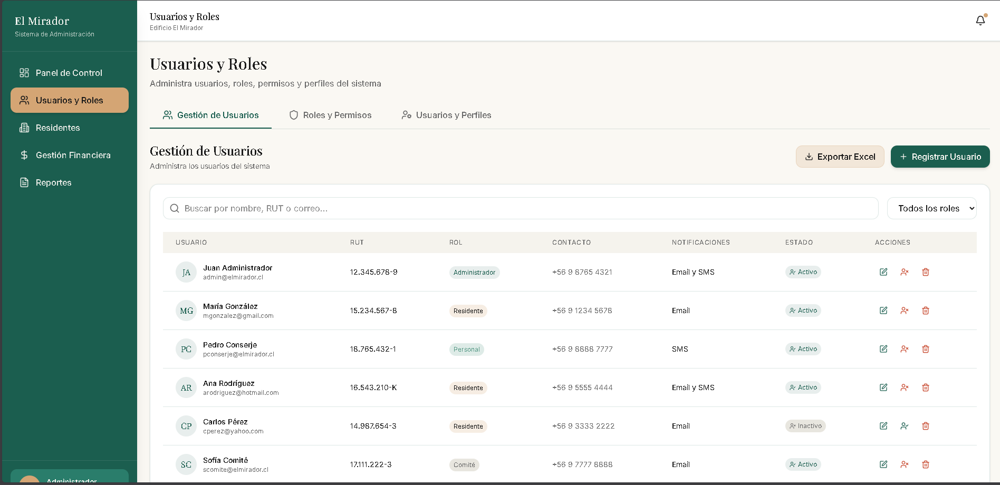 El Mirador
Sistema de Administración
Panel de Control
Usuarios y Roles
Residentes
Gestión Financiera
Reportes
Administrador
Usuarios y Roles
Edificio El Mirador
Usuarios y Roles
Administra usuarios, roles, permisos y perfiles del sistema
Gestión de Usuarios Roles y Permisos Usuarios y Perfiles
Gestión de Usuarios
Administra los usuarios del sistema
Exportar Excel + Registrar Usuario
Buscar por nombre, RUT o correo... Todos los roles
USUARIO RUT ROL CONTACTO NOTIFICACIONES ESTADO ACCIONES
JA Juan Administrador 12.345.678-9 Administrador +56 9 8765 4321 Email y SMS Activo
admin@elmirador.cl
MG María González 15.234.567-8 Residente +56 9 1234 5678 Email Activo
mgonzalez@gmail.com
PC Pedro Conserje 18.765.432-1 Personal +56 9 8888 7777 SMS Activo
pconserje@elmirador.cl
AR Ana Rodríguez 16.543.210-K Residente +56 9 5555 4444 Email y SMS Activo
arodriguez@hotmail.com
CP Carlos Pérez 14.987.654-3 Residente +56 9 3333 2222 Email Inactivo
cperez@yahoo.com
SC Sofía Comité 17.111.222-3 Comité +56 9 7777 8888 Email Activo
scomite@elmirador.cl